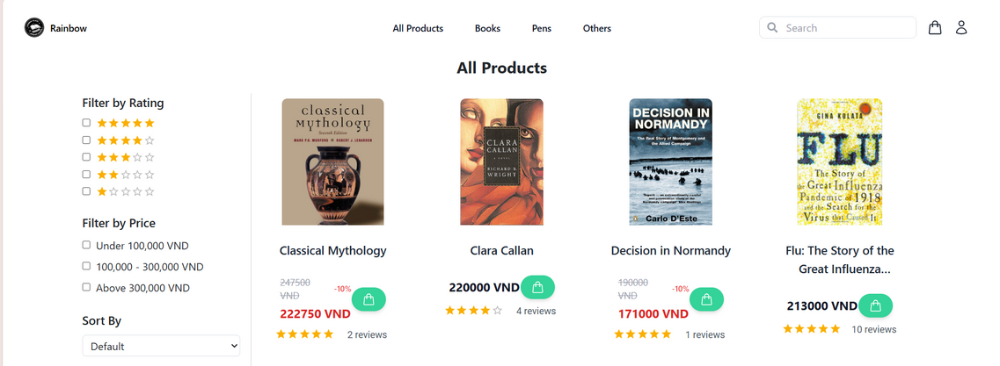 Rainbow
All Products
Books
Pens
Others
Search
All Products
Filter by Rating
Filter by Price
Under 100,000 VND
100,000 - 300,000 VND
Above 300,000 VND
Sort By
Default
classical
mythology
Seventh Edition
MARK P.O. MORFORD ROBERT J. LENARDON
Classical Mythology
247500
VND
-10%
222750 VND
2 reviews
CLARA
CALLAN
A NOVEL
RICHARD B.
WRIGHT
Clara Callan
220000 VND
4 reviews
DECISION IN
NORMANDY
The Real Story of Montgomery and
the Allied Campaign
Carlo D'Este
Decision in Normandy
190000
VND
-10%
171000 VND
1 reviews
GINA KOLATA
FLU
The Story of
the Great Influenza
Pandemic of 1918
and the Search for the
Virus that Caused It
Flu: The Story of the
Great Influenza...
213000 VND
10 reviews